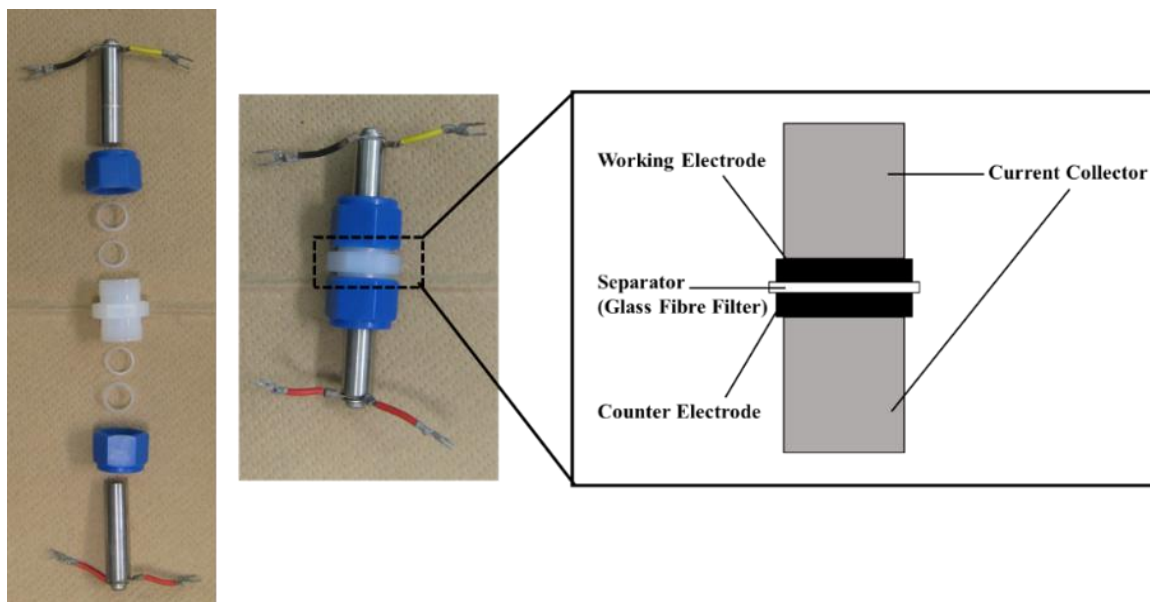 Working Electrode
Current Collector
Separator
(Glass Fibre Filter)
Counter Electrode